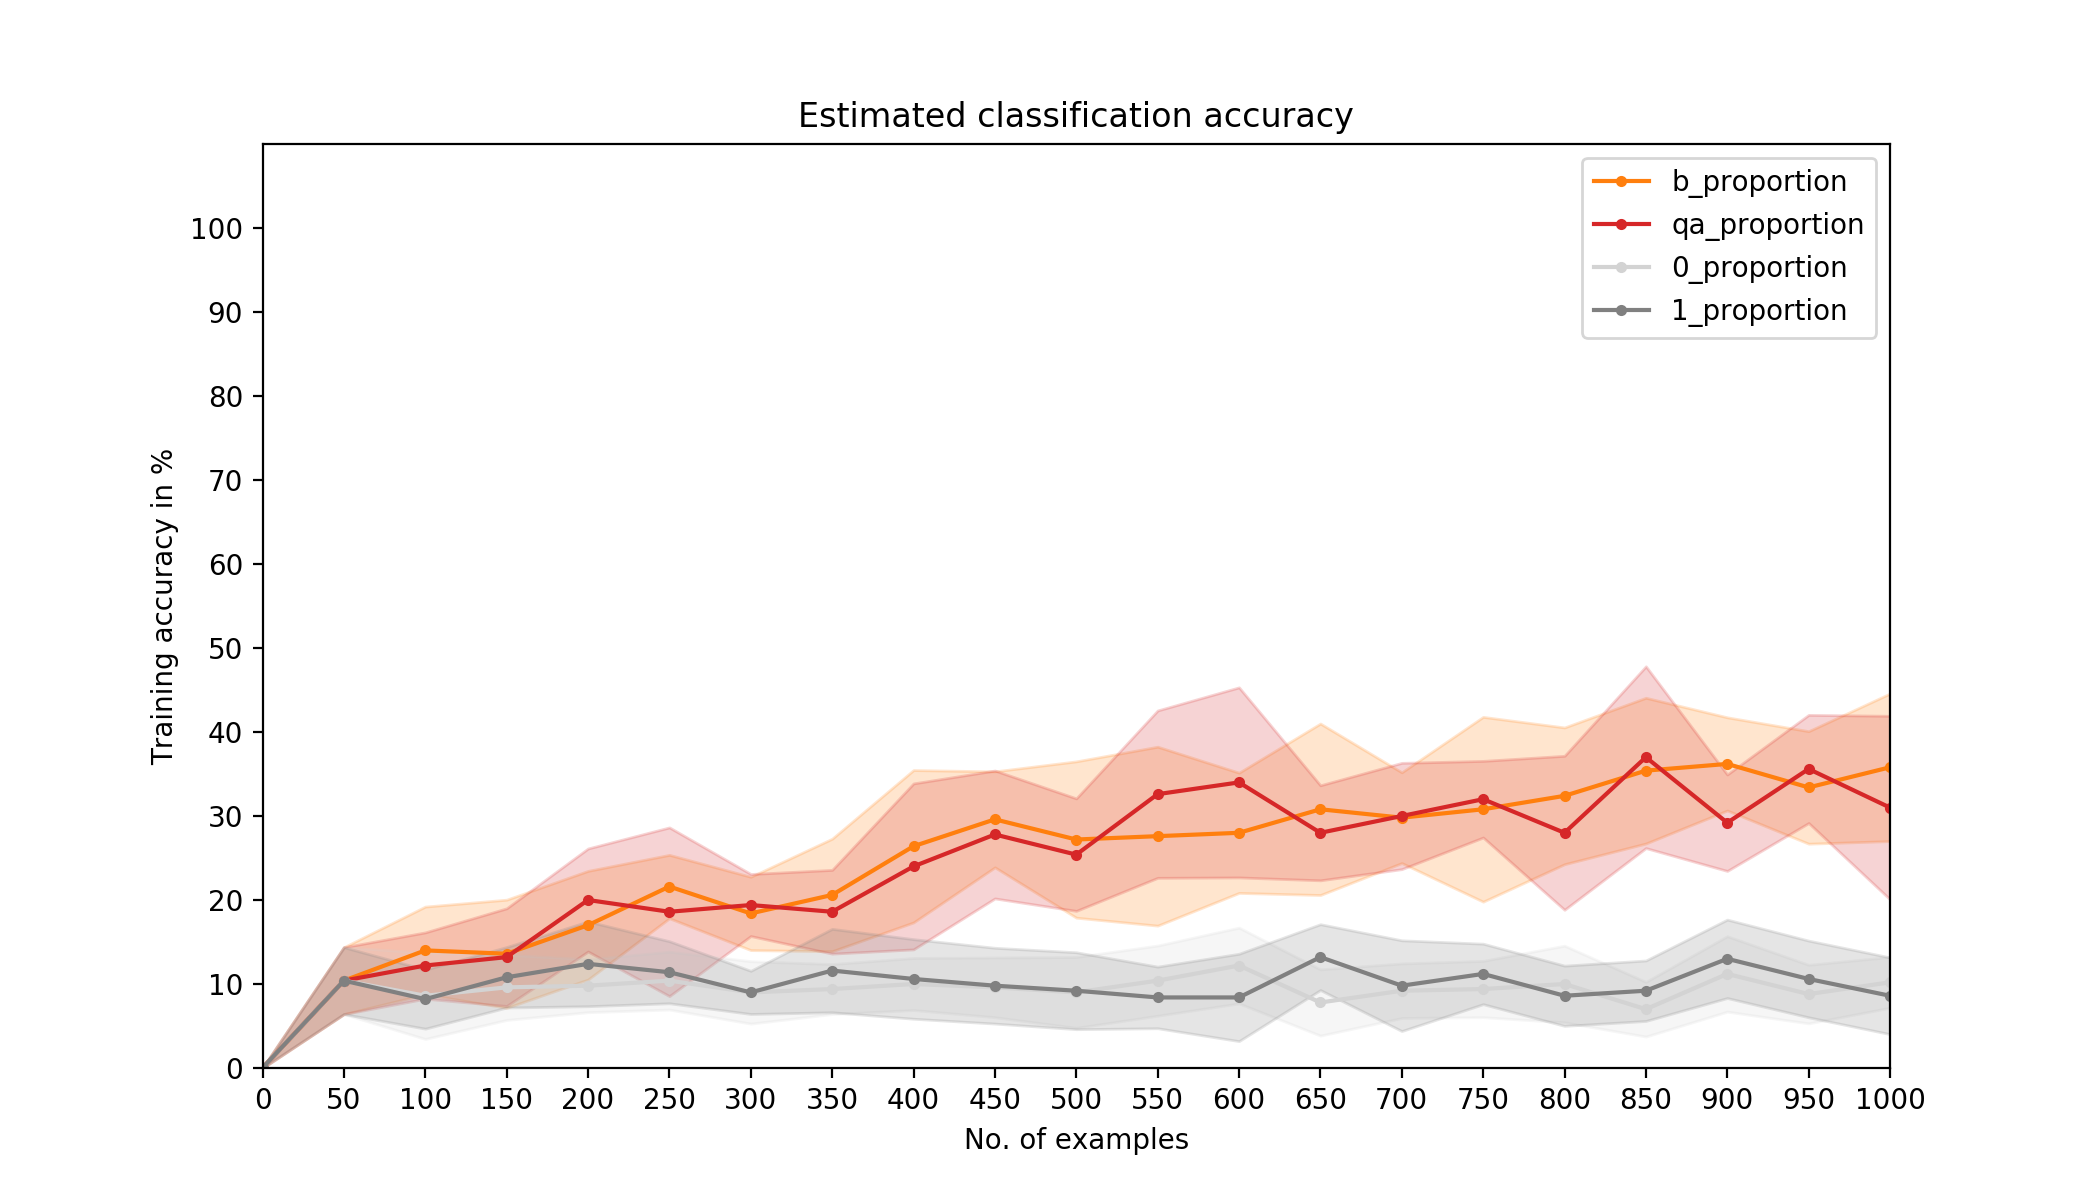 Estimated classification accuracy
b_proportion
qa_proportion
0_proportion
1_proportion
100
90
80
70
60
50
40
30
20
10
0
Training accuracy in %
0 50 100 150 200 250 300 350 400 450 500 550 600 650 700 750 800 850 900 950 1000
No. of examples